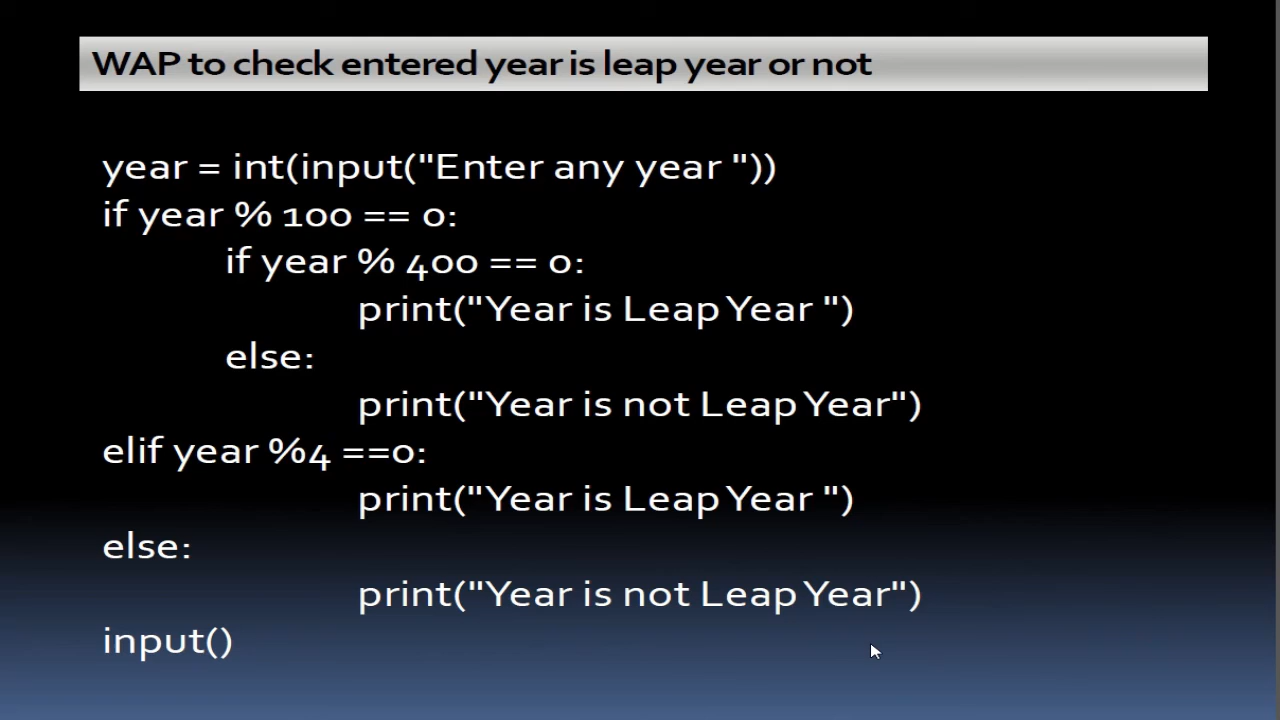 WAP to check entered year is leap year or not
year = int(input("Enter any year "))
if year % 100 == 0:
if year % 400 == 0:
print("Year is Leap Year ")
else:
print("Year is not Leap Year")
elif year %4 ==0:
print("Year is Leap Year ")
else:
print("Year is not Leap Year")
input()